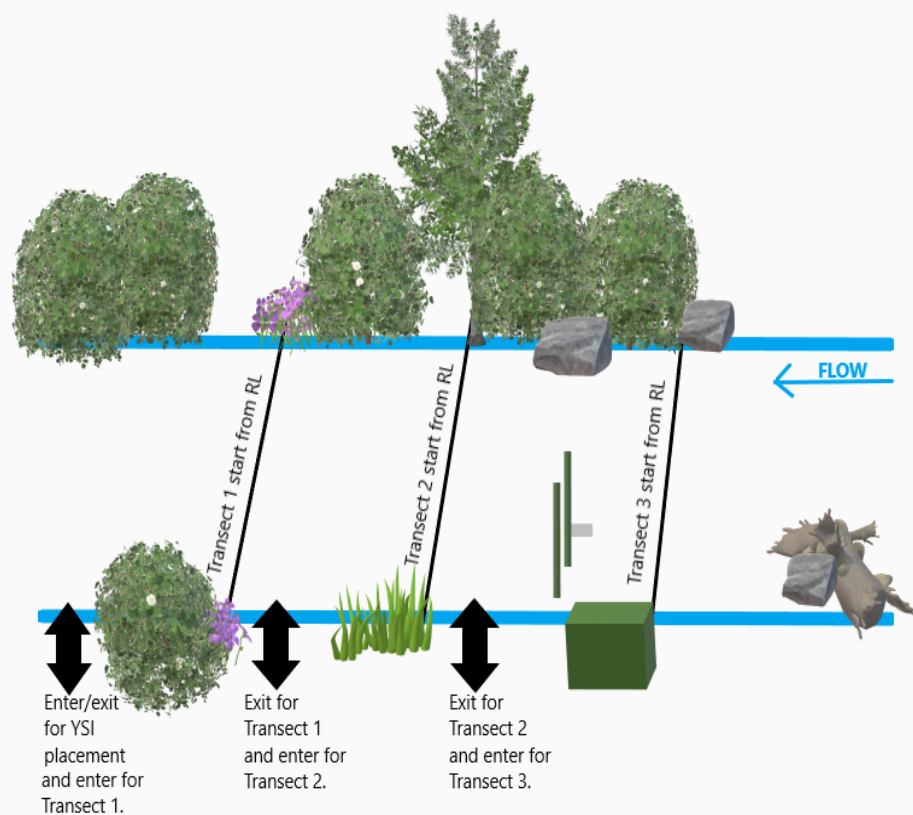 FLOW
Transect 1 start from RL
Transect 2 start from RL
Transect 3 start from RL
Enter/exit
for YSI
placement
and enter for
Transect 1.
Exit for
Transect 1
and enter for
Transect 2.
Exit for
Transect 2
and enter for
Transect 3.